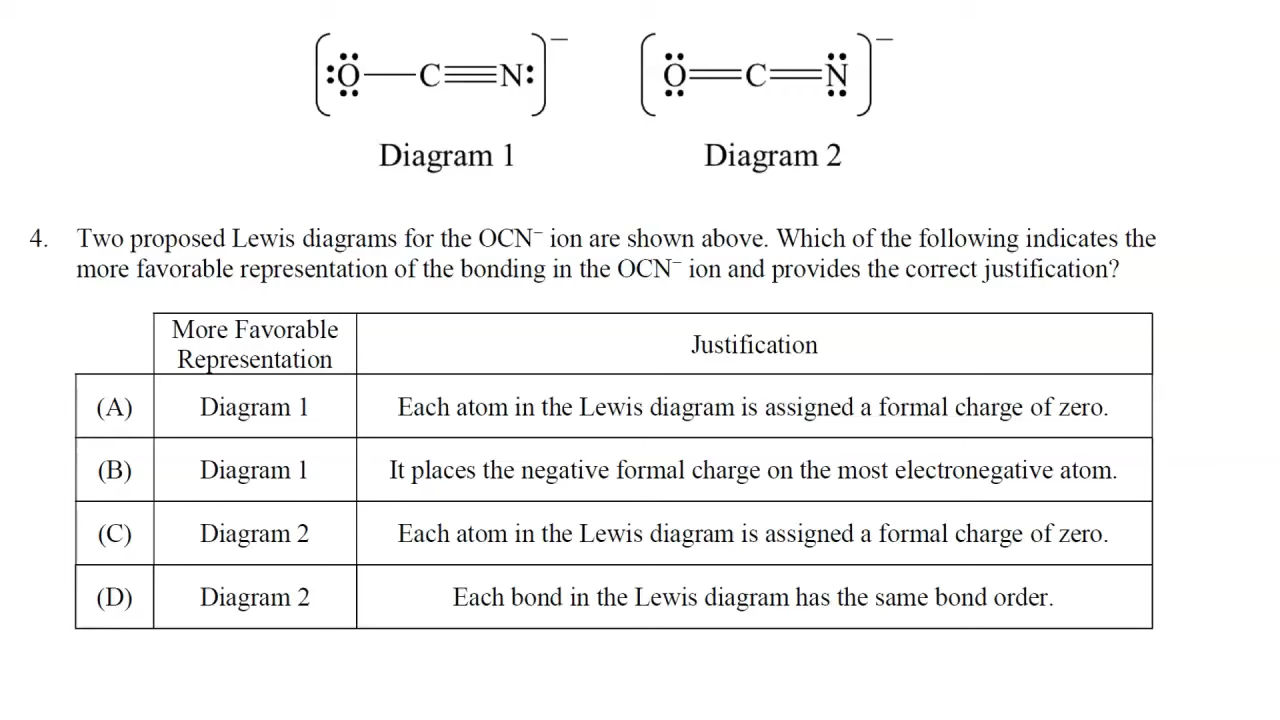 [:Ö̤—C≡N:]⁻ [Ö̤=C=N̤̈]⁻
Diagram 1 Diagram 2
4. Two proposed Lewis diagrams for the OCN⁻ ion are shown above. Which of the following indicates the
more favorable representation of the bonding in the OCN⁻ ion and provides the correct justification?
More Favorable
Representation
Justification
(A) Diagram 1 Each atom in the Lewis diagram is assigned a formal charge of zero.
(B) Diagram 1 It places the negative formal charge on the most electronegative atom.
(C) Diagram 2 Each atom in the Lewis diagram is assigned a formal charge of zero.
(D) Diagram 2 Each bond in the Lewis diagram has the same bond order.